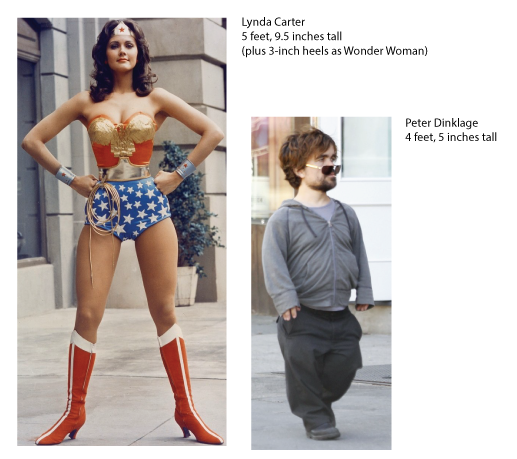 Lynda Carter
5 feet, 9.5 inches tall
(plus 3-inch heels as Wonder Woman)
Peter Dinklage
4 feet, 5 inches tall